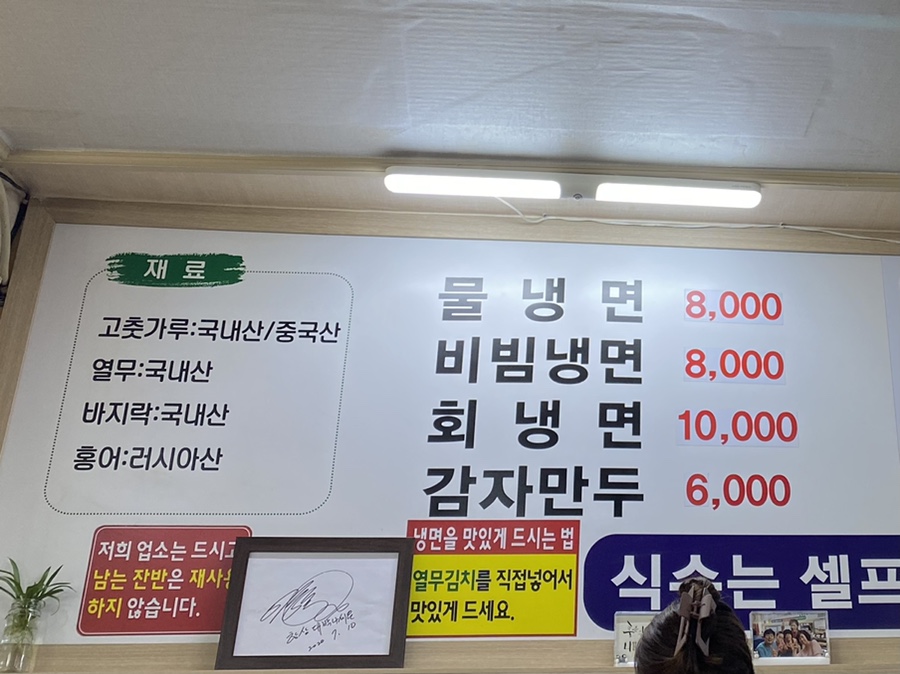 재료
고춧가루:국내산/중국산
열무:국내산
바지락:국내산
홍어:러시아산
물냉면 8,000
비빔냉면 8,000
회냉면 10,000
감자만두 6,000
저희 업소는 드시고
남는 잔반은
하지 않습니다.
냉면을 맛있게 드시는 법
열무김치를 직접넣어서
맛있게 드세요.
식수는 셀프
7. 10